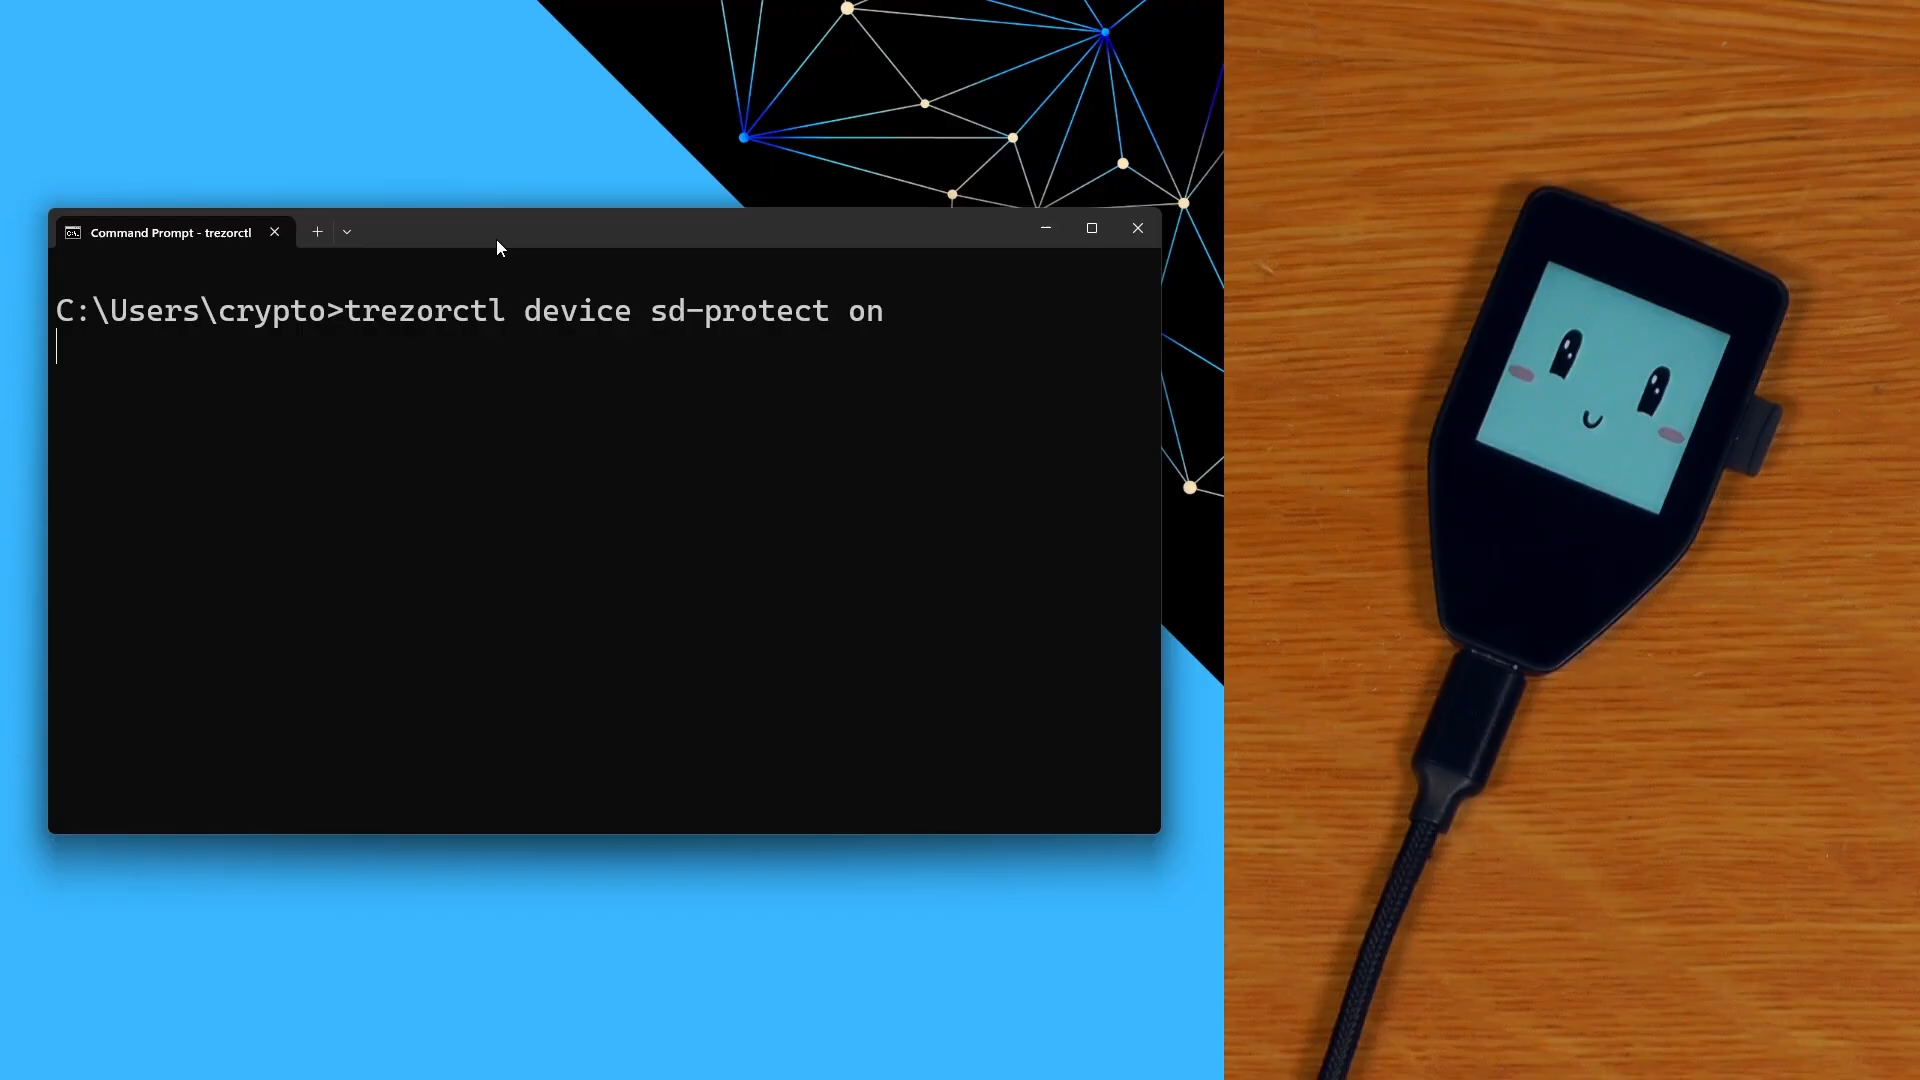 Command Prompt - trezorctl
C:\Users\crypto>trezorctl device sd-protect on